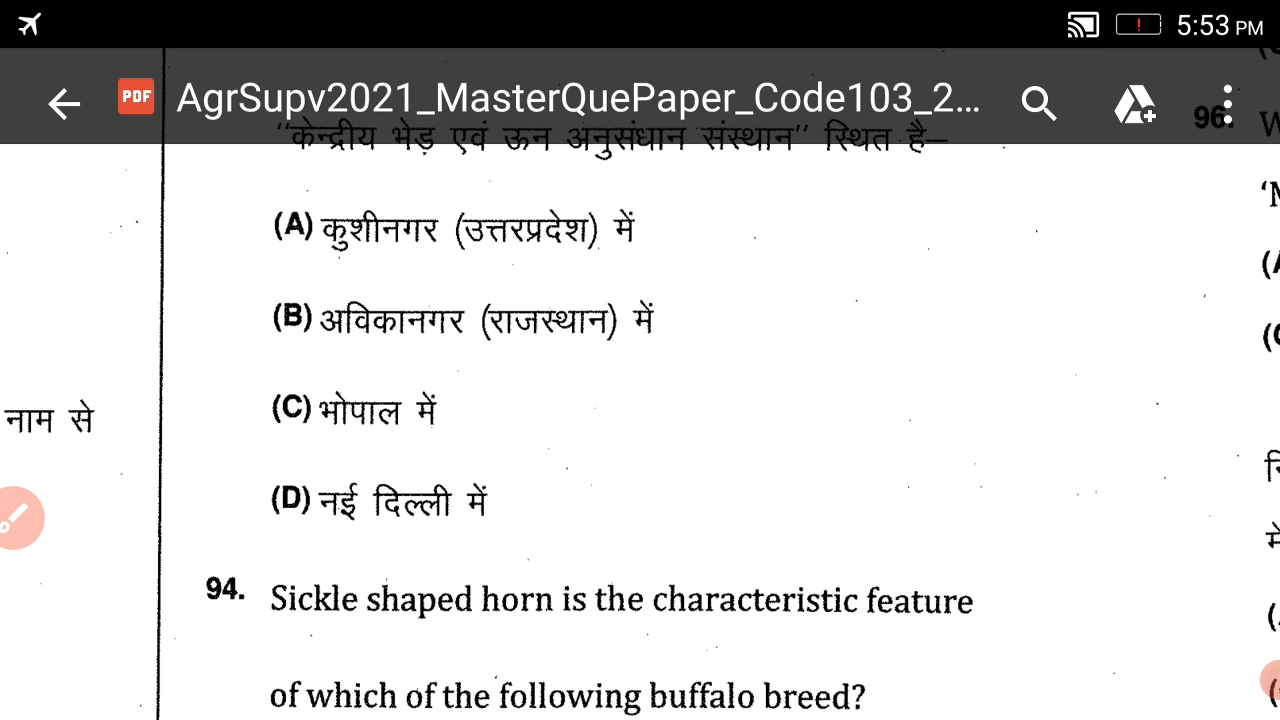 5:53 PM
PDF AgrSupv2021_MasterQuePaper_Code103_2...
96.
"केन्द्रीय भेड़ एवं ऊन अनुसंधान संस्थान" स्थित है–
(A) कुशीनगर (उत्तरप्रदेश) में
(B) अविकानगर (राजस्थान) में
(C) भोपाल में
नाम से
(D) नई दिल्ली में
94. Sickle shaped horn is the characteristic feature
of which of the following buffalo breed?